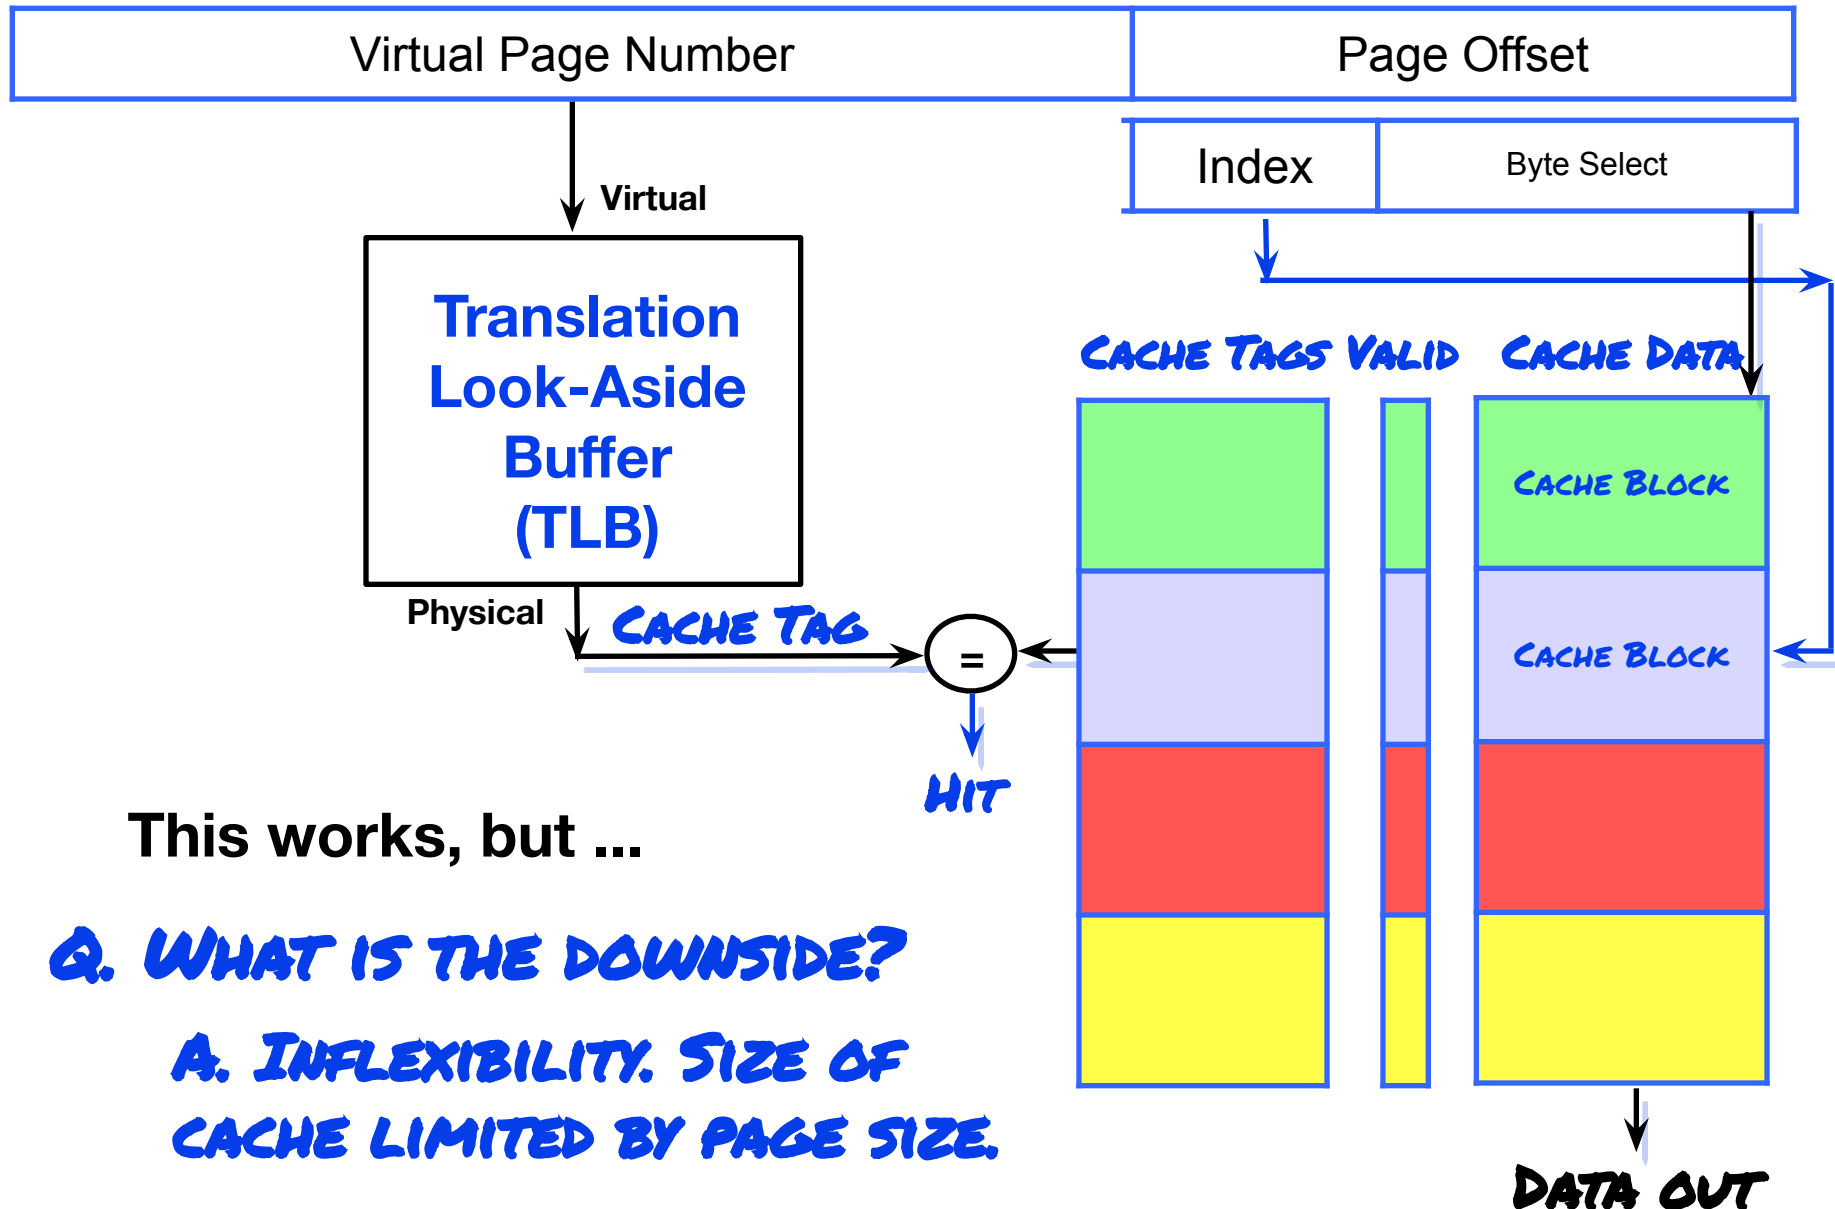 Virtual Page Number
Page Offset
Index
Byte Select
Virtual
Translation
Look-Aside
Buffer
(TLB)
Physical
CACHE TAG
=
HIT
CACHE TAGS VALID CACHE DATA
CACHE BLOCK
CACHE BLOCK
This works, but ...
Q. WHAT IS THE DOWNSIDE?
A. INFLEXIBILITY. SIZE OF
CACHE LIMITED BY PAGE SIZE.
DATA OUT